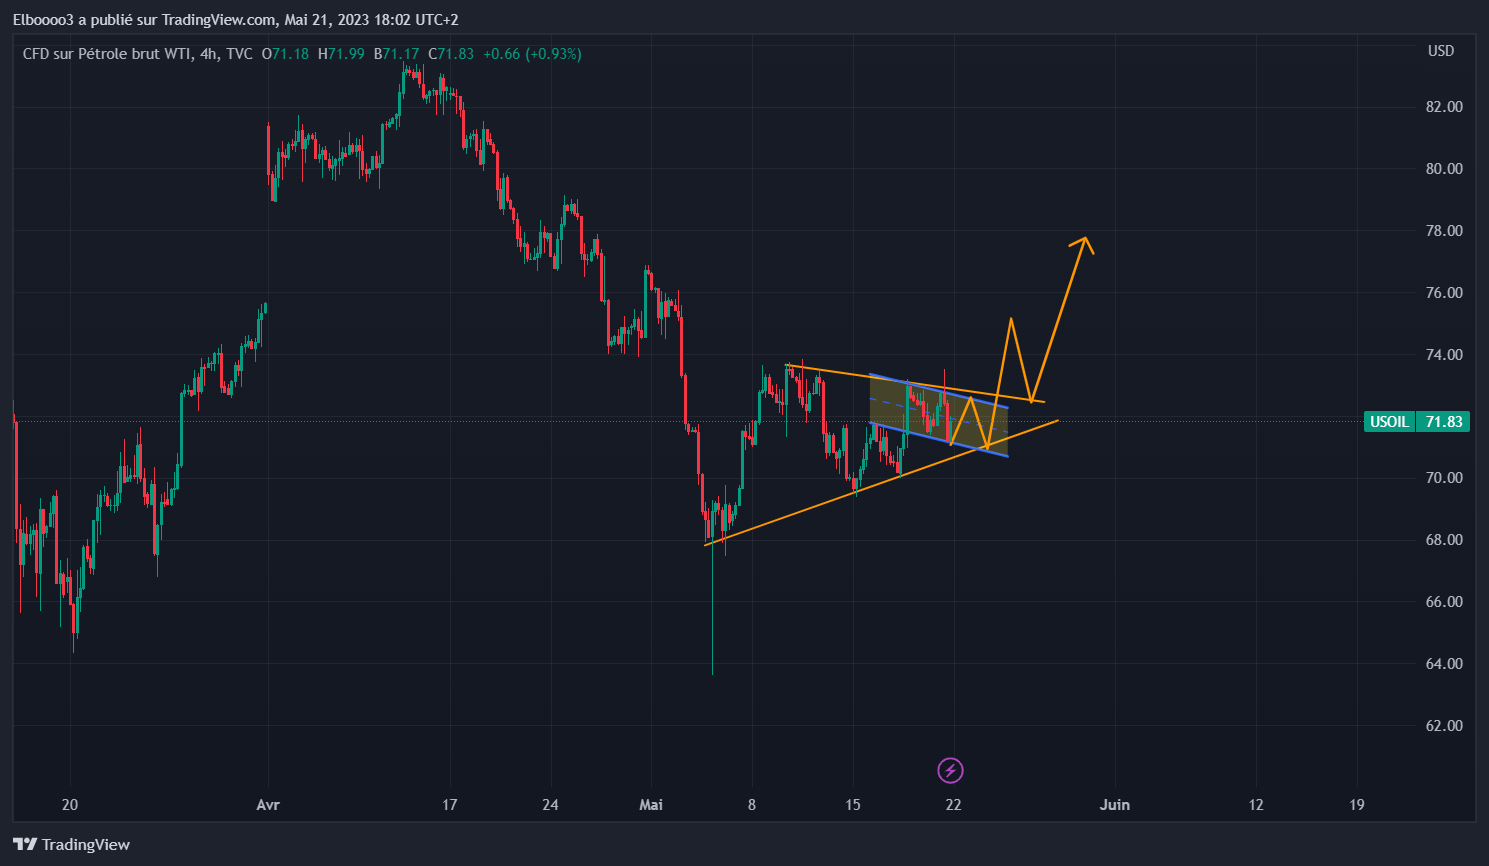 Elboooo3 a publié sur TradingView.com, Mai 21, 2023 18:02 UTC+2
CFD sur Pétrole brut WTI, 4h, TVC O71.18 H71.99 B71.17 C71.83 +0.66 (+0.93%)
USD
82.00
80.00
78.00
76.00
74.00
USOIL 71.83
70.00
68.00
66.00
64.00
62.00
20 Avr 17 24 Mai 8 15 22 Juin 12 19
TradingView